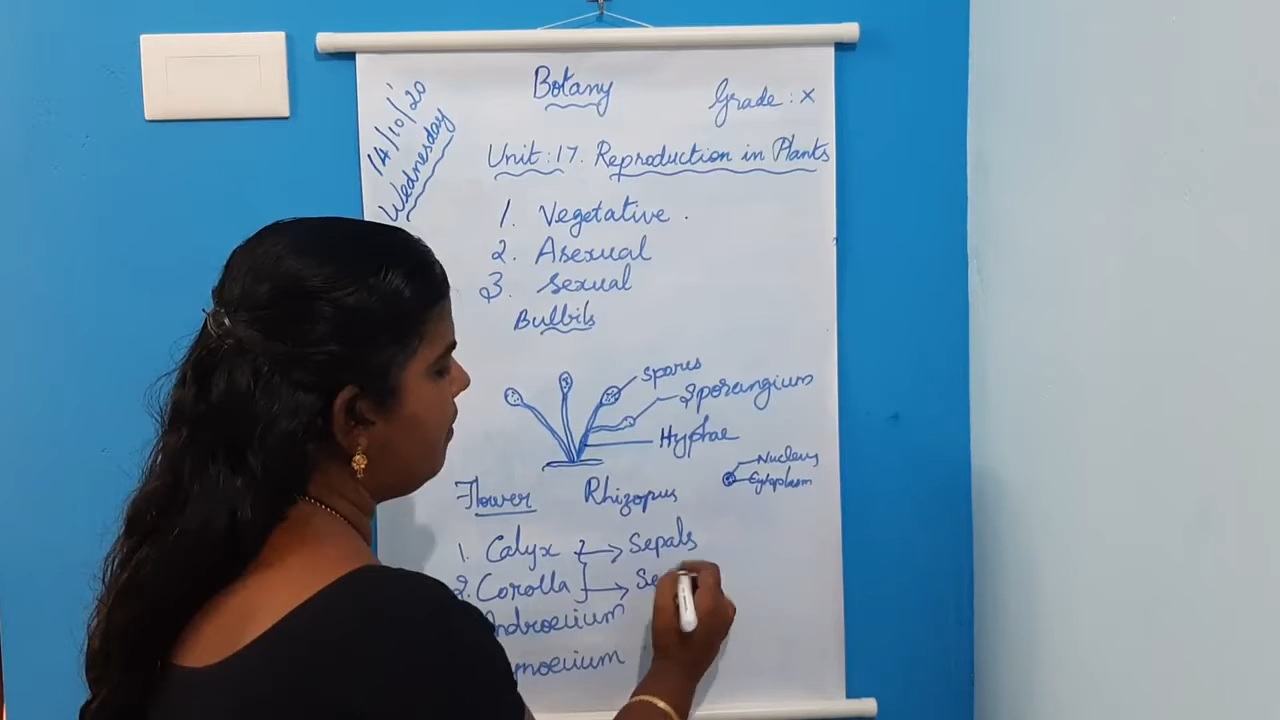 14/10/20
Wednesday
Botany
Grade : X
Unit : 17. Reproduction in Plants
1. Vegetative .
2. Asexual
3. Sexual
Bulbils
Spores
Sporangium
Hyphae
Nucleus
Cytoplasm
Rhizopus
Flower
1. Calyx → Sepals
2. Corolla → Se